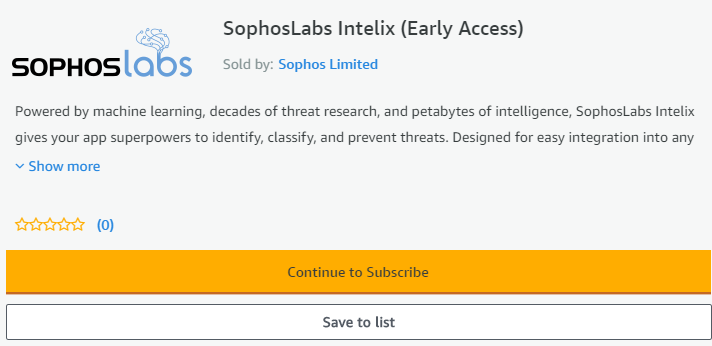 SophosLabs Intelix (Early Access)
SOPHOSlabs
Sold by: Sophos Limited
Powered by machine learning, decades of threat research, and petabytes of intelligence, SophosLabs Intelix
gives your app superpowers to identify, classify, and prevent threats. Designed for easy integration into any
Show more
(0)
Continue to Subscribe
Save to list